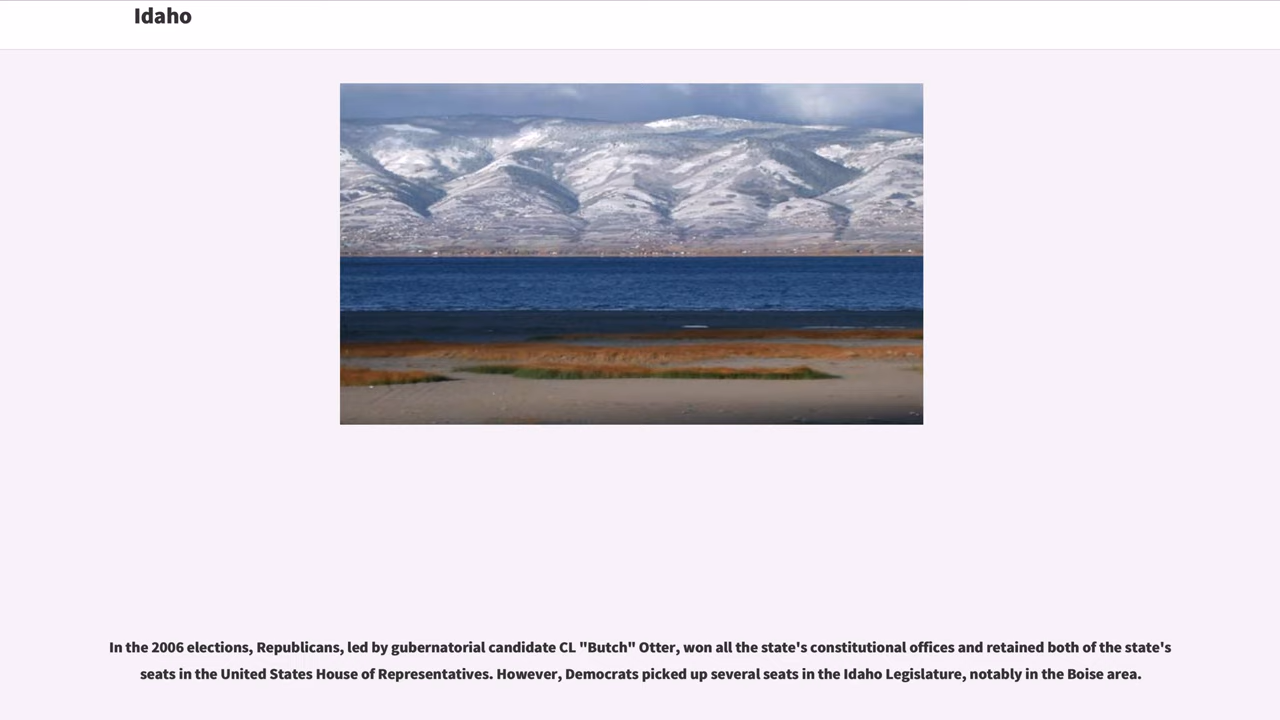 Idaho
In the 2006 elections, Republicans, led by gubernatorial candidate CL "Butch" Otter, won all the state's constitutional offices and retained both of the state's
seats in the United States House of Representatives. However, Democrats picked up several seats in the Idaho Legislature, notably in the Boise area.